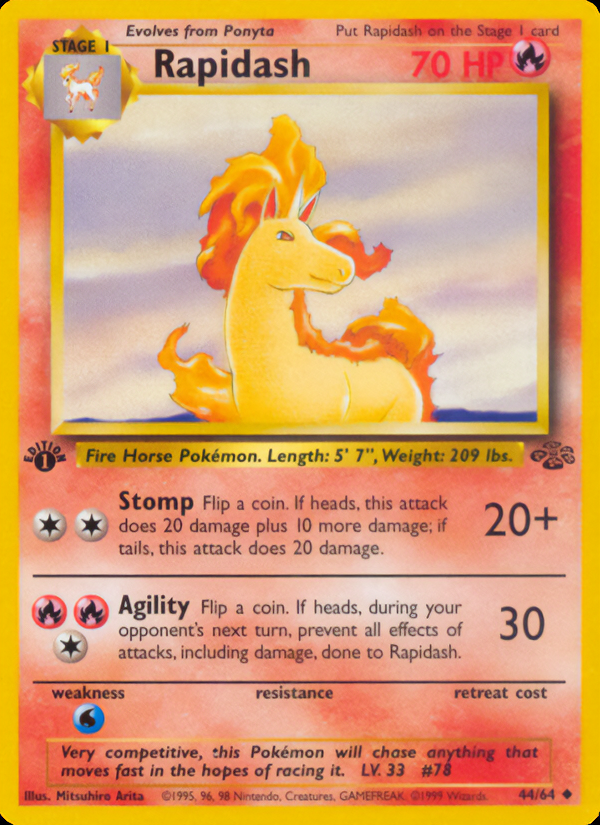 Evolves from Ponyta Put Rapidash on the Stage 1 card
STAGE 1
Rapidash 70 HP
EDITION 1
Fire Horse Pokémon. Length: 5' 7", Weight: 209 lbs.
Stomp Flip a coin. If heads, this attack
does 20 damage plus 10 more damage; if
tails, this attack does 20 damage.
20+
Agility Flip a coin. If heads, during your
opponent's next turn, prevent all effects of
attacks, including damage, done to Rapidash.
30
weakness resistance retreat cost
Very competitive, this Pokémon will chase anything that
moves fast in the hopes of racing it. LV. 33 #78
Illus. Mitsuhiro Arita ©1995, 96, 98 Nintendo, Creatures, GAMEFREAK. ©1999 Wizards. 44/64